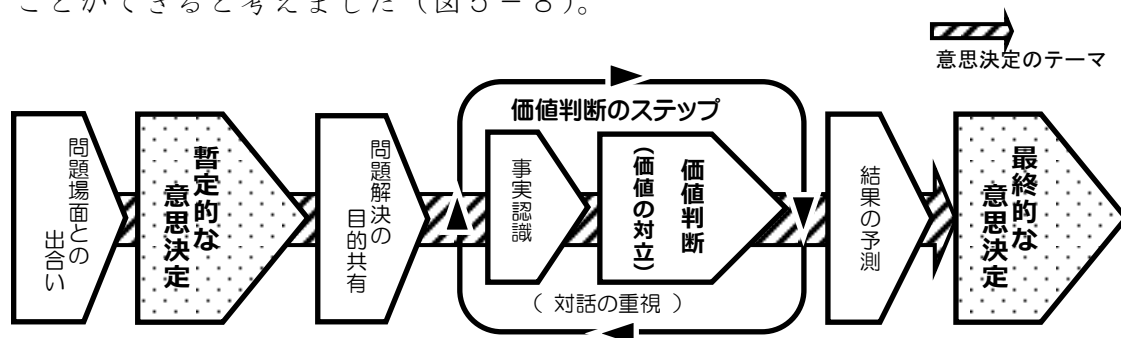 ことができると考えました（図５－８）。
意思決定のテーマ
問題場面との
出合い
暫定的な
意思決定
問題解決の
目的共有
価値判断のステップ
事実認識
価値判断
（価値の対立）
（ 対話の重視 ）
結果の予測
最終的な
意思決定